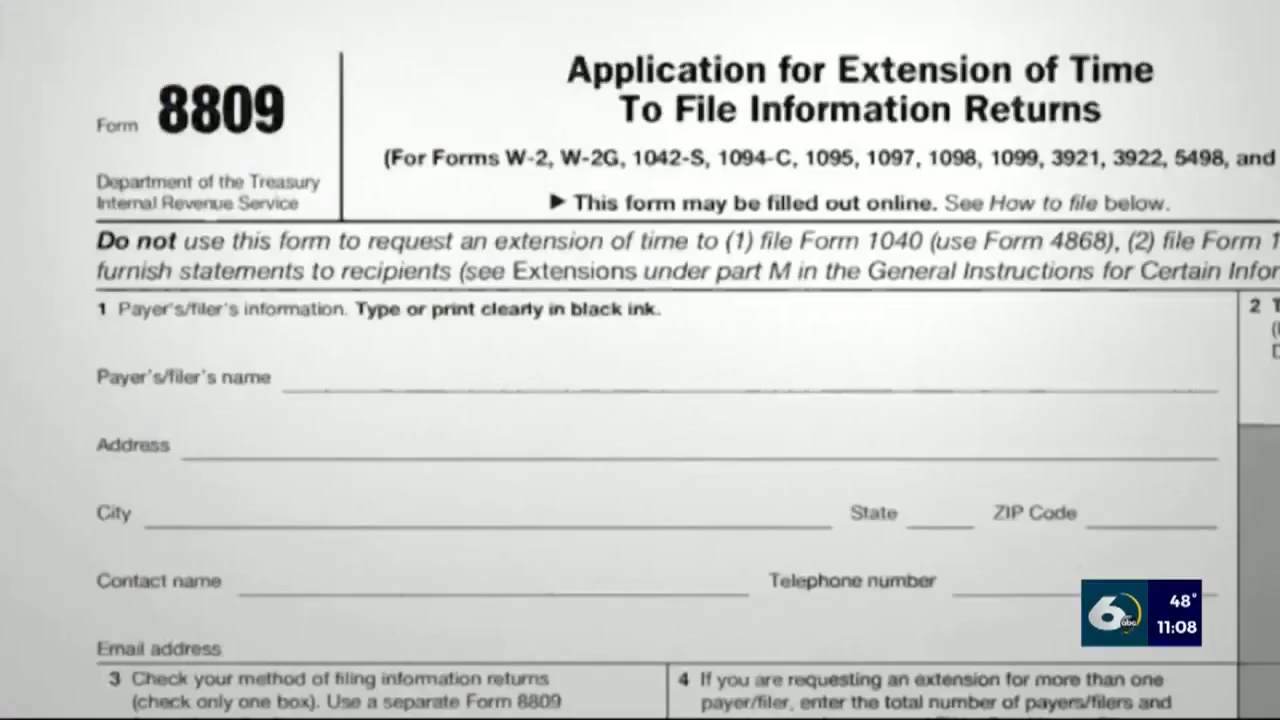 Form 8809
Department of the Treasury
Internal Revenue Service
Application for Extension of Time
To File Information Returns
(For Forms W-2, W-2G, 1042-S, 1094-C, 1095, 1097, 1098, 1099, 3921, 3922, 5498, and
► This form may be filled out online. See How to file below.
Do not use this form to request an extension of time to (1) file Form 1040 (use Form 4868), (2) file Form 1
furnish statements to recipients (see Extensions under part M in the General Instructions for Certain Infor
1 Payer's/filer's information. Type or print clearly in black ink.
2
Payer's/filer's name
Address
City State ZIP Code
Contact name Telephone number
Email address
3 Check your method of filing information returns
(check only one box). Use a separate Form 8809
4 If you are requesting an extension for more than one
payer/filer, enter the total number of payers/filers and
6 abc
48°
11:08